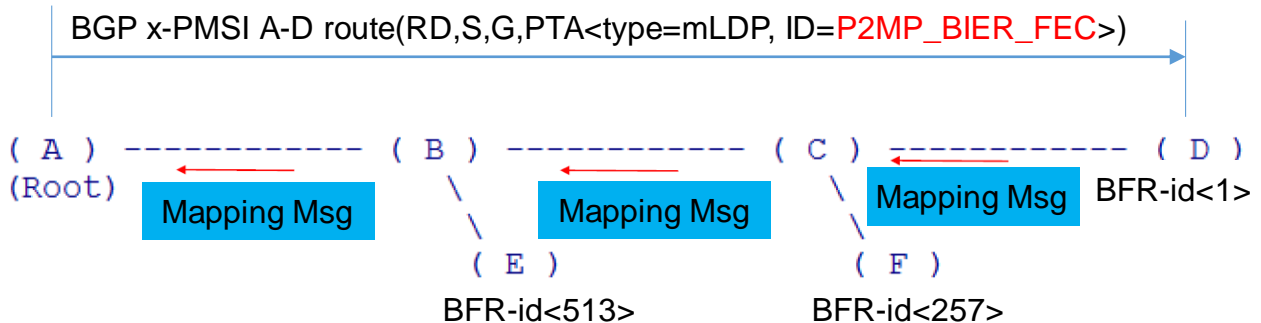 BGP x-PMSI A-D route(RD,S,G,PTA<type=mLDP, ID=P2MP_BIER_FEC>)
( A ) ------------ ( B ) ------------ ( C ) ------------ ( D )
(Root) \ \ BFR-id<1>
Mapping Msg \ Mapping Msg \ Mapping Msg
( E ) ( F )
BFR-id<513> BFR-id<257>